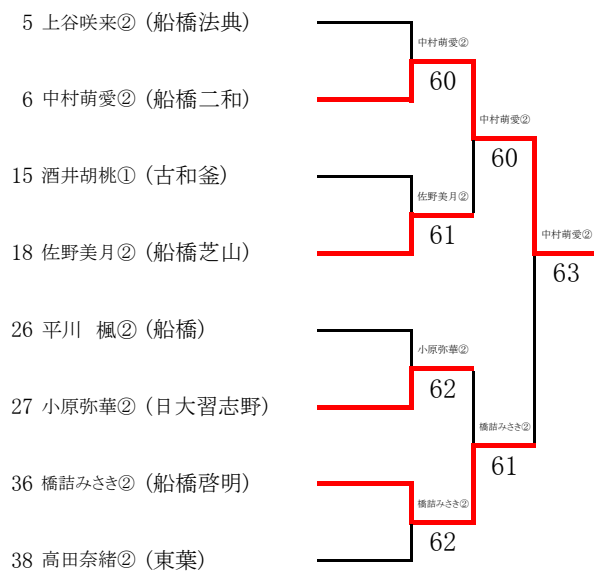 5 上谷咲来② (船橋法典)
中村萌愛②
60
6 中村萌愛② (船橋二和)
中村萌愛②
60
15 酒井胡桃① (古和釜)
佐野美月②
61
18 佐野美月② (船橋芝山)
中村萌愛②
63
26 平川 楓② (船橋)
小原弥華②
62
27 小原弥華② (日大習志野)
橋詰みさき②
61
36 橋詰みさき② (船橋啓明)
橋詰みさき②
62
38 高田奈緒② (東葉)